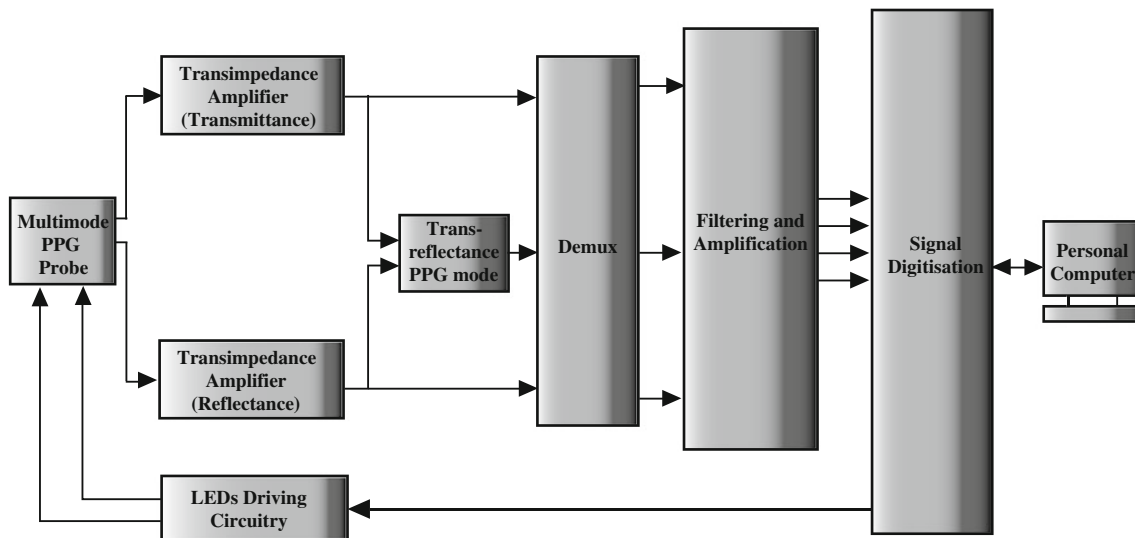 Transimpedance
Amplifier
(Transmittance)
Multimode
PPG
Probe
Trans-
reflectance
PPG mode
Transimpedance
Amplifier
(Reflectance)
LEDs Driving
Circuitry
Demux
Filtering and
Amplification
Signal
Digitisation
Personal
Computer